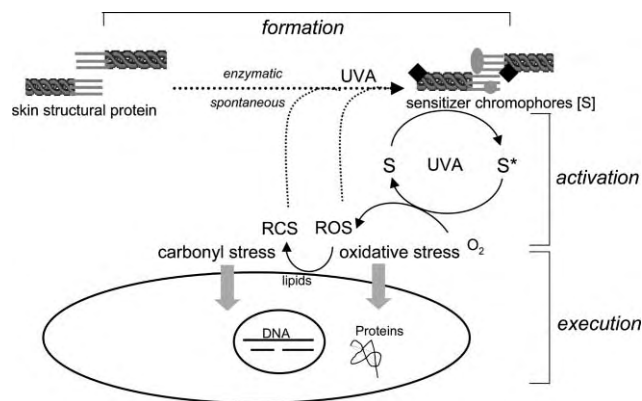 formation
enzymatic
UVA
spontaneous
skin structural protein
sensitizer chromophores [S]
S
UVA
S*
activation
RCS
ROS
carbonyl stress
oxidative stress
O₂
lipids
execution
DNA
Proteins